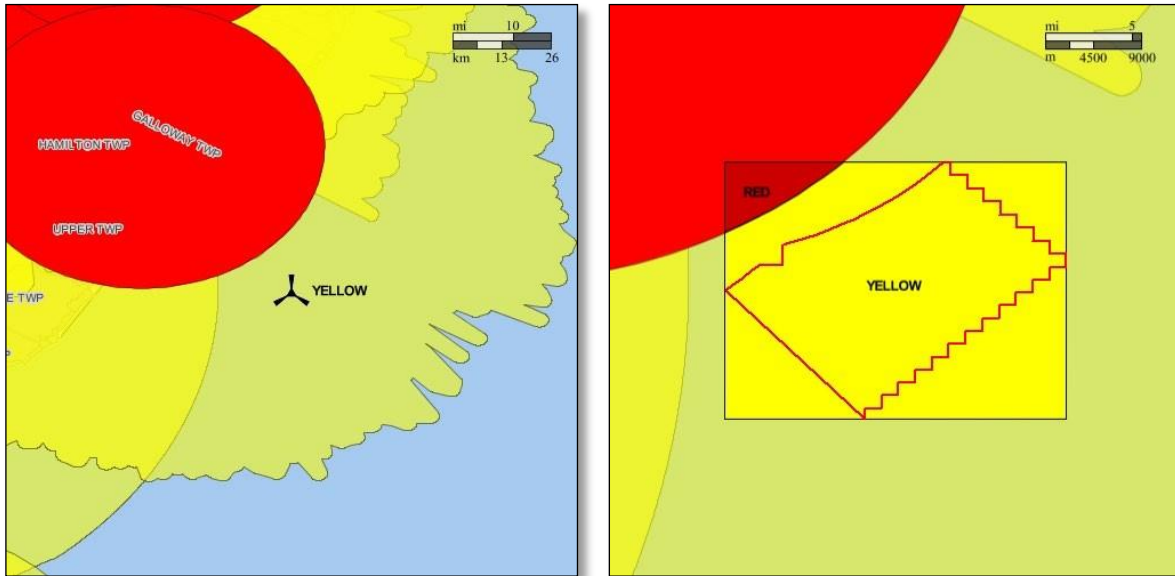 mi 10
km 13 26
GALLOWAY TWP
HAMILTON TWP
UPPER TWP
YELLOW
E TWP
P
mi 5
m 4500 9000
RED
YELLOW